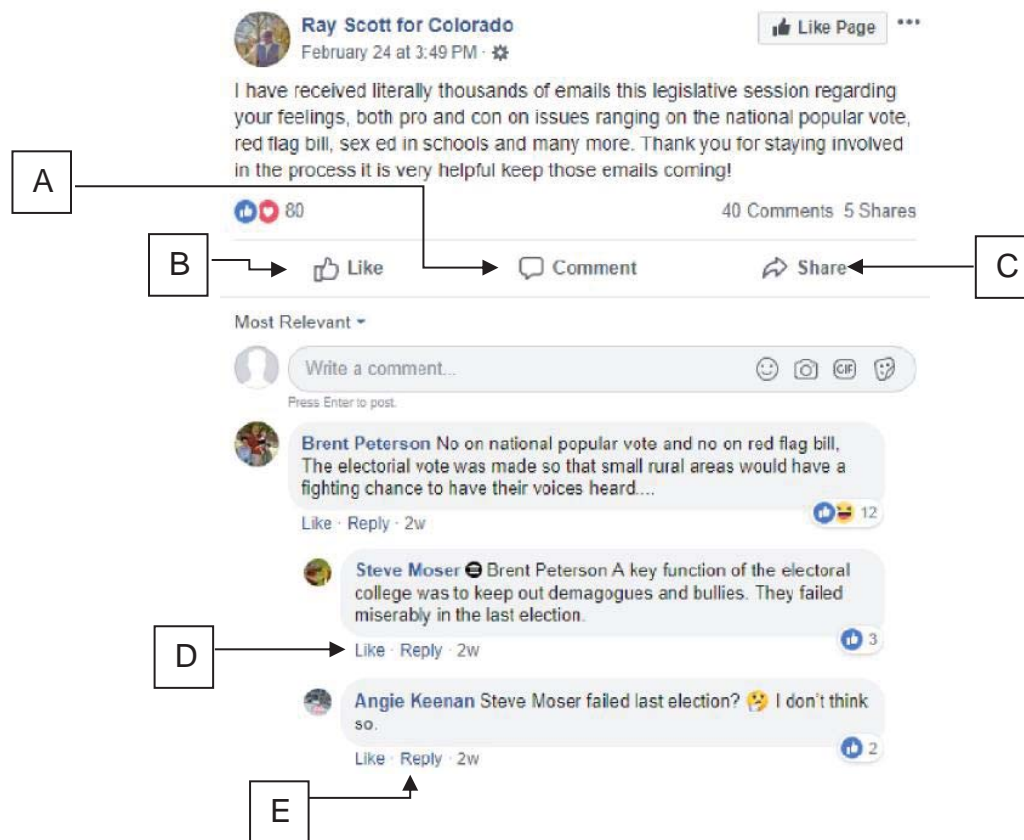 Ray Scott for Colorado
Like Page
February 24 at 3:49 PM ·
I have received literally thousands of emails this legislative session regarding
your feelings, both pro and con on issues ranging on the national popular vote,
red flag bill, sex ed in schools and many more. Thank you for staying involved
in the process it is very helpful keep those emails coming!
A
80
40 Comments 5 Shares
B
Like
Comment
Share
C
Most Relevant
Write a comment...
GIF
Press Enter to post.
Brent Peterson No on national popular vote and no on red flag bill,
The electorial vote was made so that small rural areas would have a
fighting chance to have their voices heard....
12
Like · Reply · 2w
Steve Moser Brent Peterson A key function of the electoral
college was to keep out demagogues and bullies. They failed
miserably in the last election.
3
D
Like · Reply · 2w
Angie Keenan Steve Moser failed last election? 🤔 I don't think
so.
2
Like · Reply · 2w
E